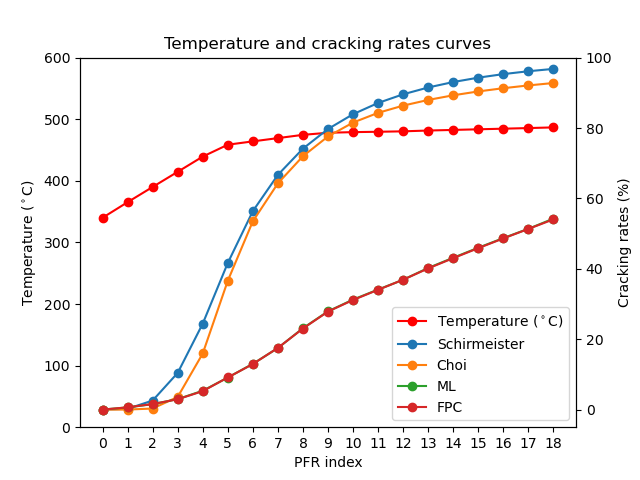 Temperature and cracking rates curves
600
500
400
300
200
100
0
Temperature (°C)
100
80
60
40
20
0
Cracking rates (%)
Temperature (°C)
Schirmeister
Choi
ML
FPC
0 1 2 3 4 5 6 7 8 9 10 11 12 13 14 15 16 17 18
PFR index